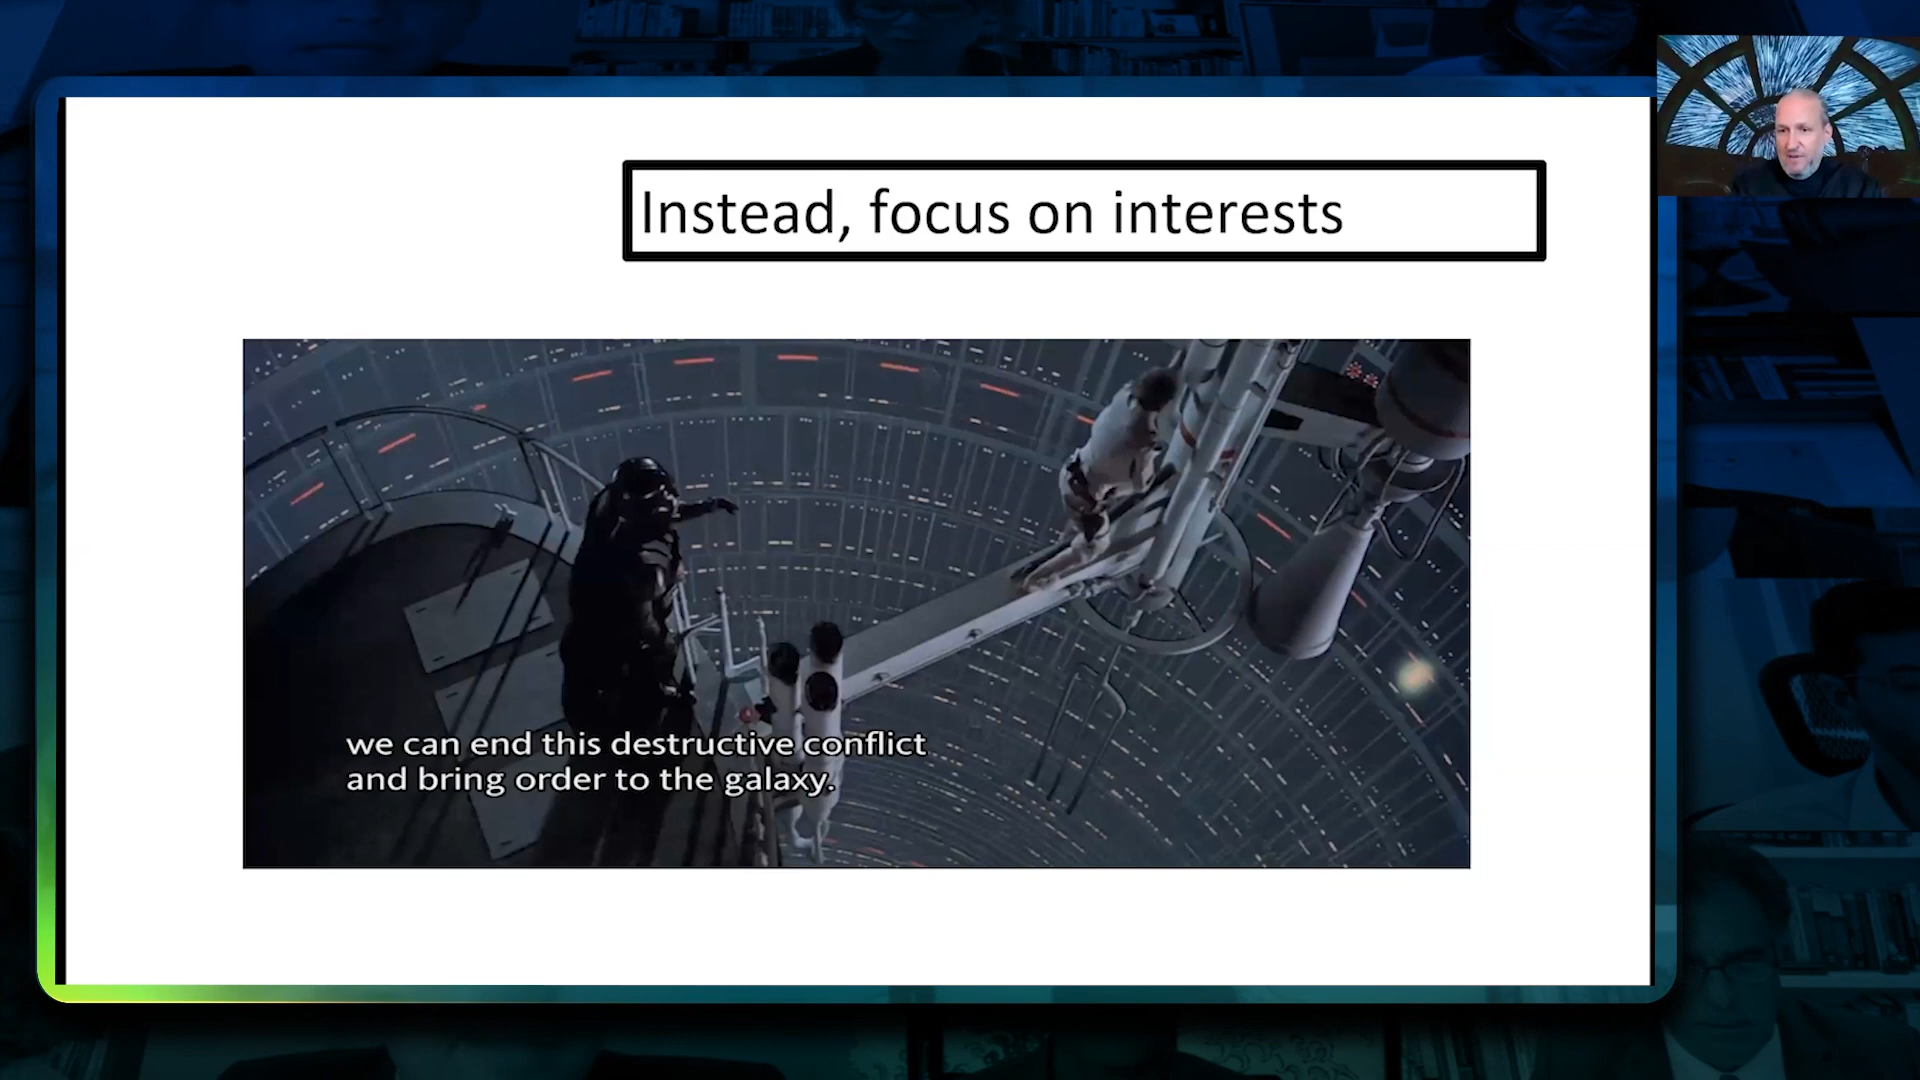 Instead, focus on interests
we can end this destructive conflict
and bring order to the galaxy.